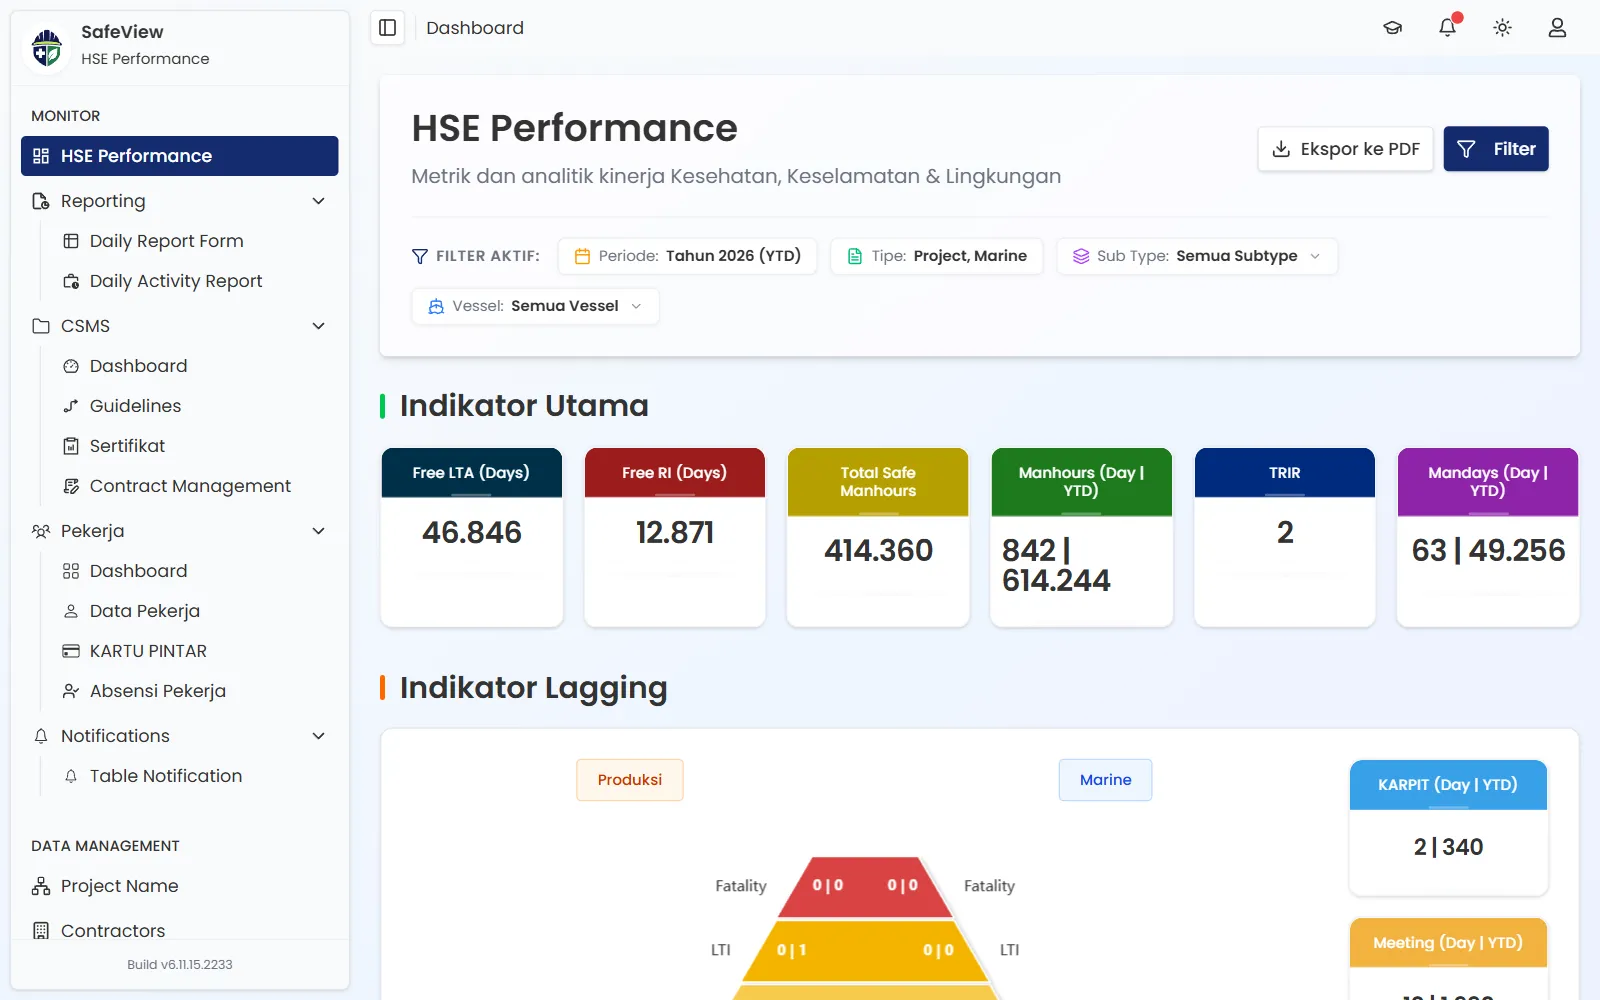 SafeView
HSE Performance
MONITOR
HSE Performance
Reporting
Daily Report Form
Daily Activity Report
CSMS
Dashboard
Guidelines
Sertifikat
Contract Management
Pekerja
Dashboard
Data Pekerja
KARTU PINTAR
Absensi Pekerja
Notifications
Table Notification
DATA MANAGEMENT
Project Name
Contractors
Build v6.11.15.2233
Dashboard
HSE Performance
Metrik dan analitik kinerja Kesehatan, Keselamatan & Lingkungan
Ekspor ke PDF
Filter
FILTER AKTIF:
Periode: Tahun 2026 (YTD)
Tipe: Project, Marine
Sub Type: Semua Subtype
Vessel: Semua Vessel
Indikator Utama
Free LTA (Days)
46.846
Free RI (Days)
12.871
Total Safe
Manhours
414.360
Manhours (Day |
YTD)
842 |
614.244
TRIR
2
Mandays (Day |
YTD)
63 | 49.256
Indikator Lagging
Produksi
Marine
Fatality
0 | 0
0 | 0
Fatality
LTI
0 | 1
0 | 0
LTI
KARPIT (Day | YTD)
2 | 340
Meeting (Day | YTD)